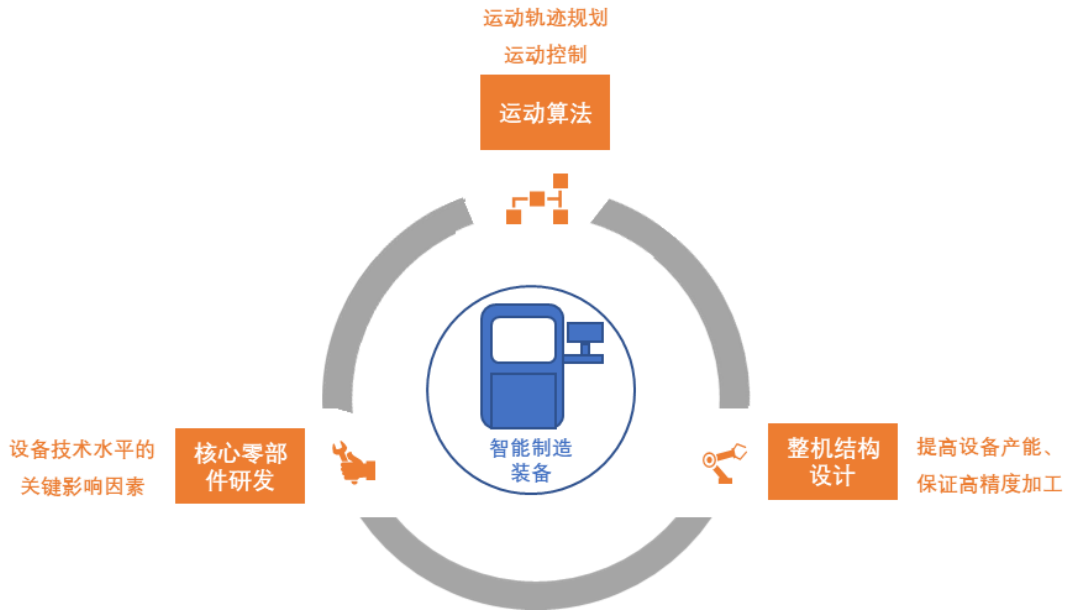 运动轨迹规划
运动控制
运动算法
智能制造
装备
设备技术水平的
关键影响因素
核心零部
件研发
整机结构
设计
提高设备产能、
保证高精度加工